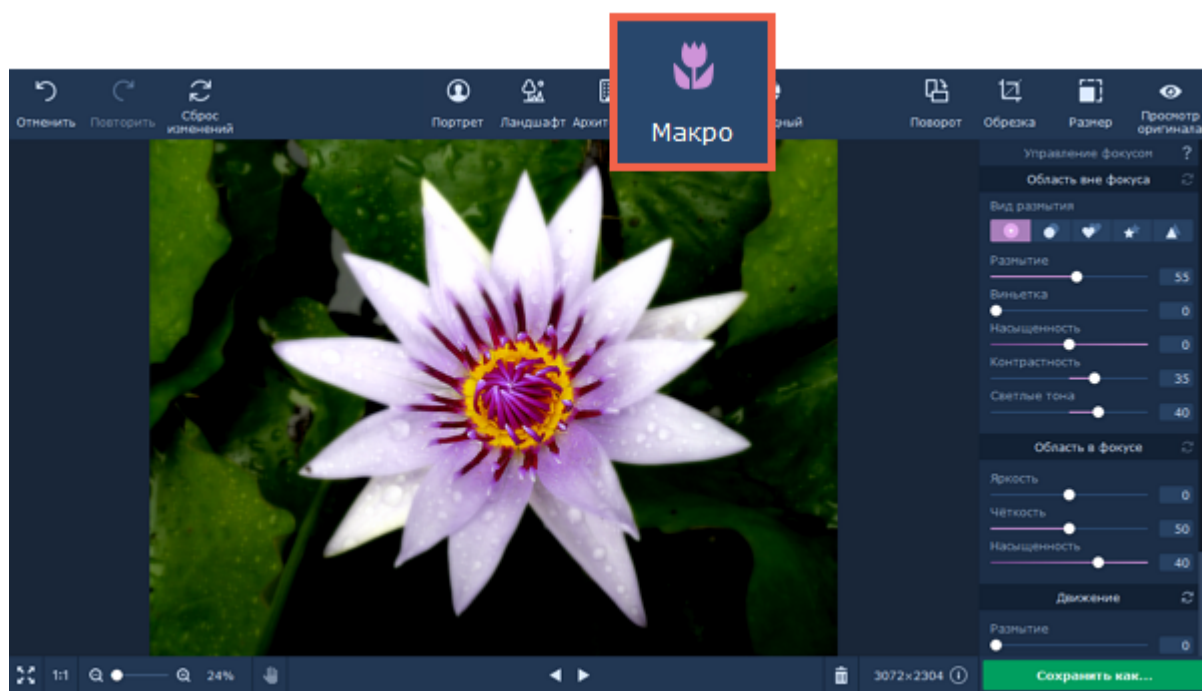 Макро
Отменить
Повторить
Сброс
изменений
Портрет
Ландшафт
Поворот
Обрезка
Размер
Просмотр
оригинала
Управление фокусом ?
Область вне фокуса
Вид размытия
Размытие
55
Виньетка
0
Насыщенность
0
Контрастность
35
Светлые тона
40
Область в фокусе
Яркость
0
Чёткость
50
Насыщенность
40
Движение
Размытие
0
1:1
24%
3072×2304
Сохранить как...